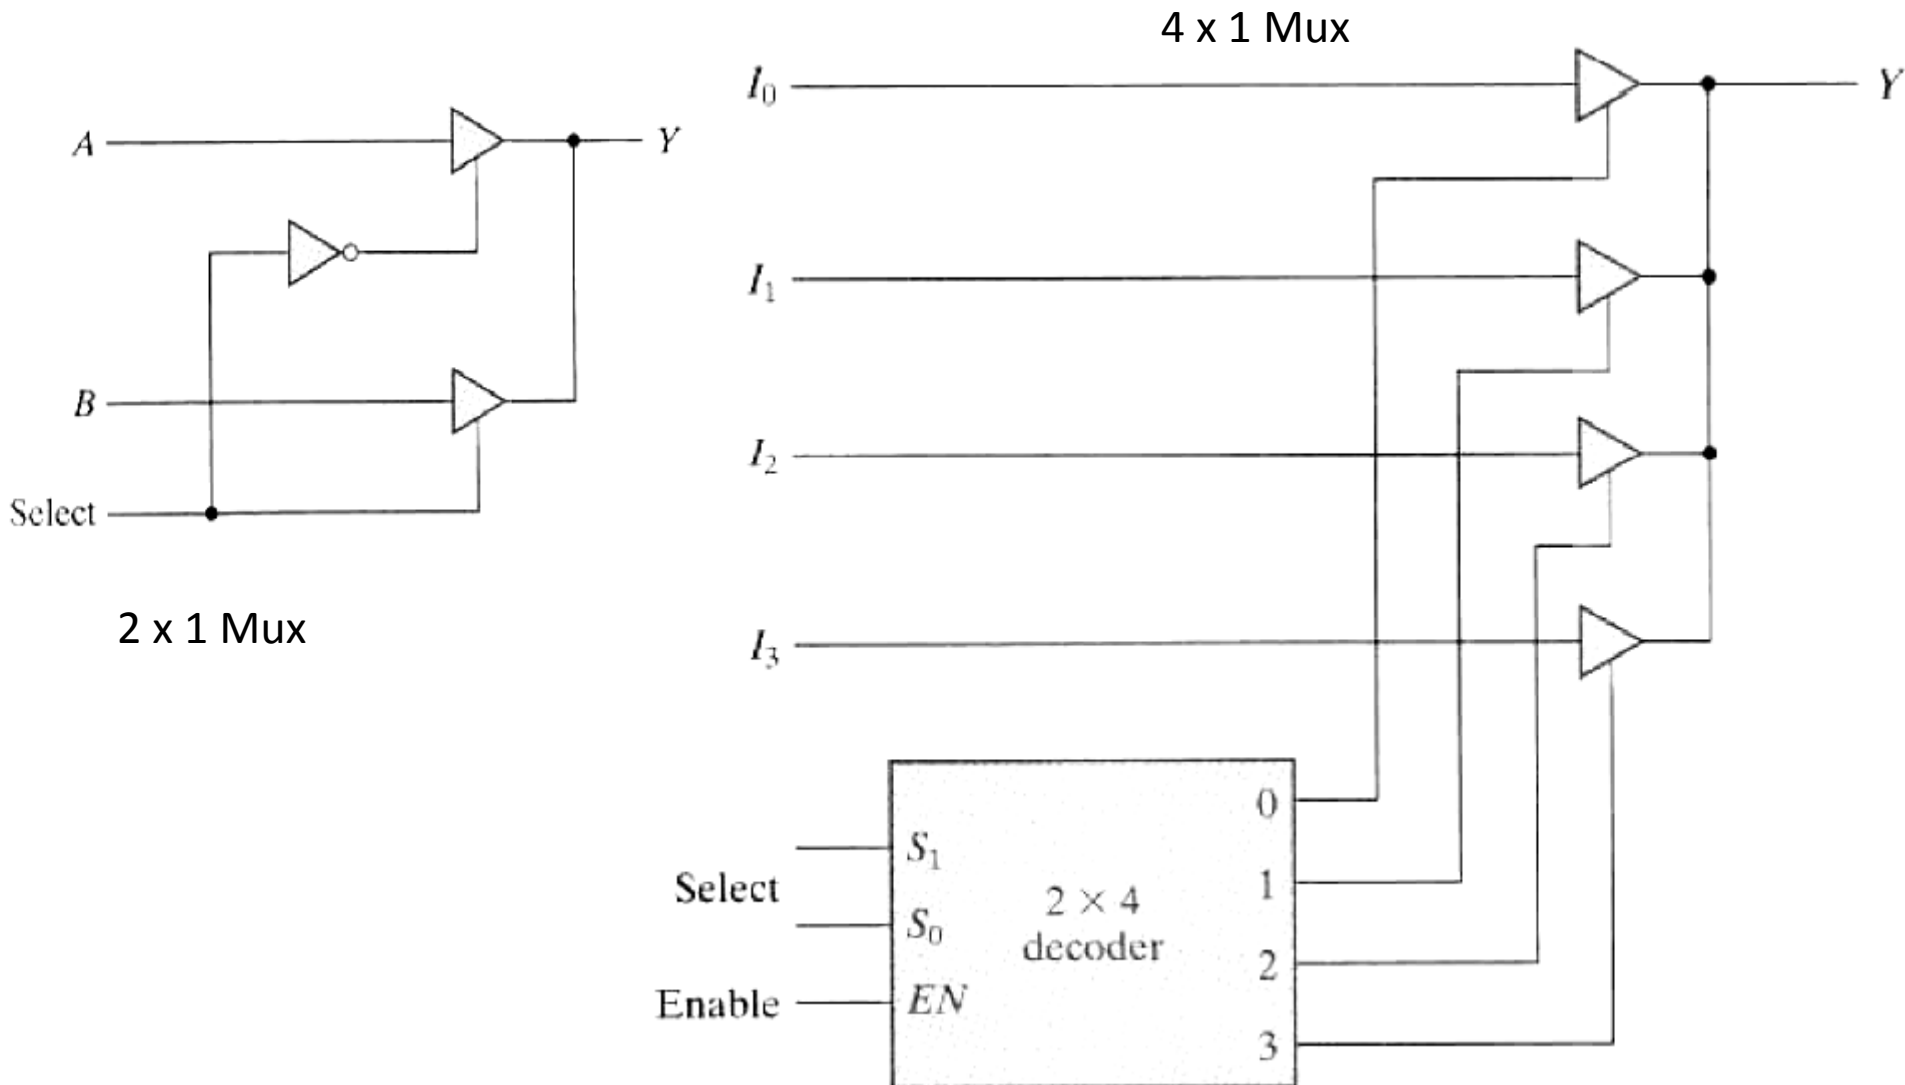 4 x 1 Mux
I₀
Y
A
Y
I₁
B
I₂
Select
2 x 1 Mux
I₃
0
S₁
Select
1
2 × 4
decoder
S₀
2
Enable
EN
3